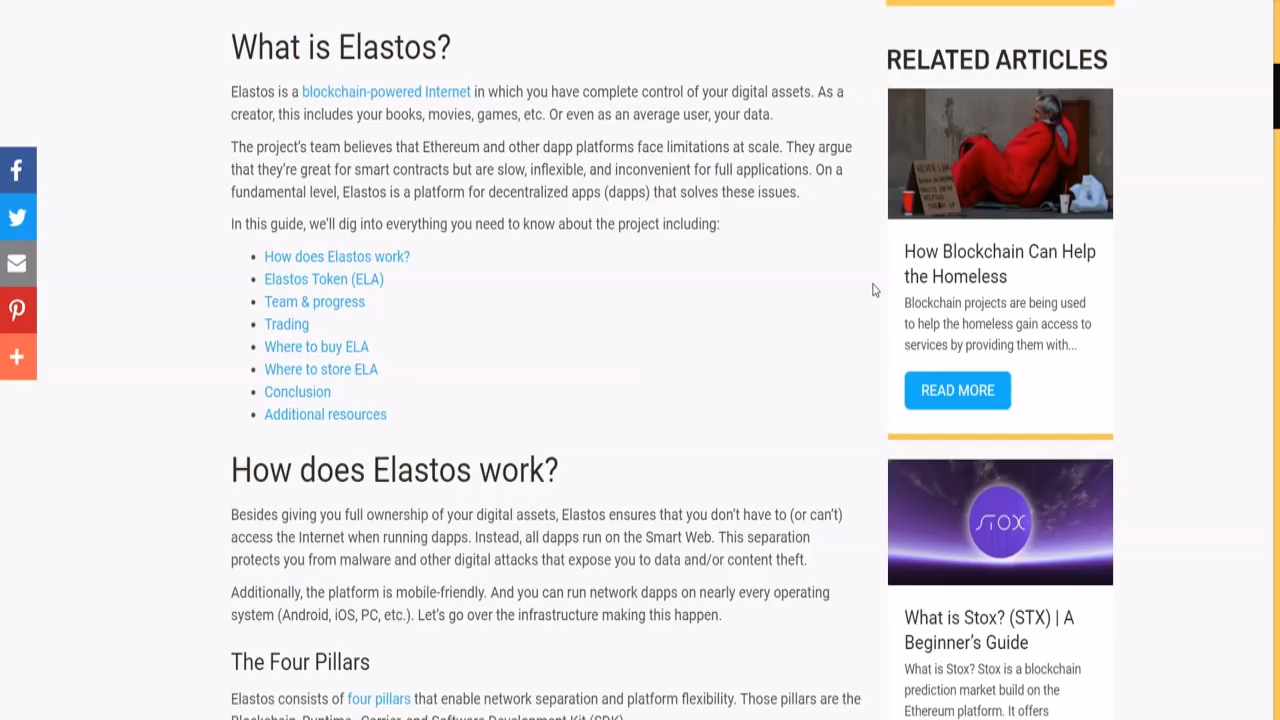 What is Elastos?
Elastos is a blockchain-powered Internet in which you have complete control of your digital assets. As a
creator, this includes your books, movies, games, etc. Or even as an average user, your data.
The project's team believes that Ethereum and other dapp platforms face limitations at scale. They argue
that they're great for smart contracts but are slow, inflexible, and inconvenient for full applications. On a
fundamental level, Elastos is a platform for decentralized apps (dapps) that solves these issues.
In this guide, we'll dig into everything you need to know about the project including:
How does Elastos work?
Elastos Token (ELA)
Team & progress
Trading
Where to buy ELA
Where to store ELA
Conclusion
Additional resources
How does Elastos work?
Besides giving you full ownership of your digital assets, Elastos ensures that you don't have to (or can't)
access the Internet when running dapps. Instead, all dapps run on the Smart Web. This separation
protects you from malware and other digital attacks that expose you to data and/or content theft.
Additionally, the platform is mobile-friendly. And you can run network dapps on nearly every operating
system (Android, iOS, PC, etc.). Let's go over the infrastructure making this happen.
The Four Pillars
Elastos consists of four pillars that enable network separation and platform flexibility. Those pillars are the
Blockchain, Runtime, Carrier, and Software Development Kit (SDK).
RELATED ARTICLES
How Blockchain Can Help
the Homeless
Blockchain projects are being used
to help the homeless gain access to
services by providing them with...
READ MORE
STOX
What is Stox? (STX) | A
Beginner's Guide
What is Stox? Stox is a blockchain
prediction market build on the
Ethereum platform. It offers